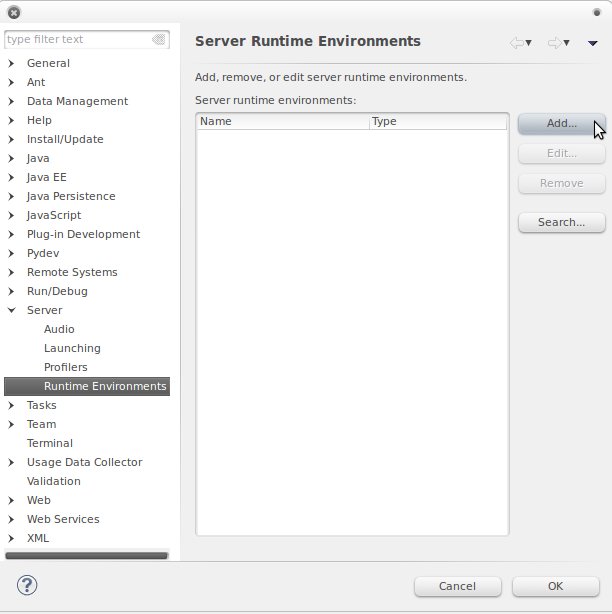 type filter text
General
Ant
Data Management
Help
Install/Update
Java
Java EE
Java Persistence
JavaScript
Plug-in Development
Pydev
Remote Systems
Run/Debug
Server
Audio
Launching
Profilers
Runtime Environments
Tasks
Team
Terminal
Usage Data Collector
Validation
Web
Web Services
XML
Server Runtime Environments
Add, remove, or edit server runtime environments.
Server runtime environments:
Name Type
Add...
Edit...
Remove
Search...
?
Cancel OK